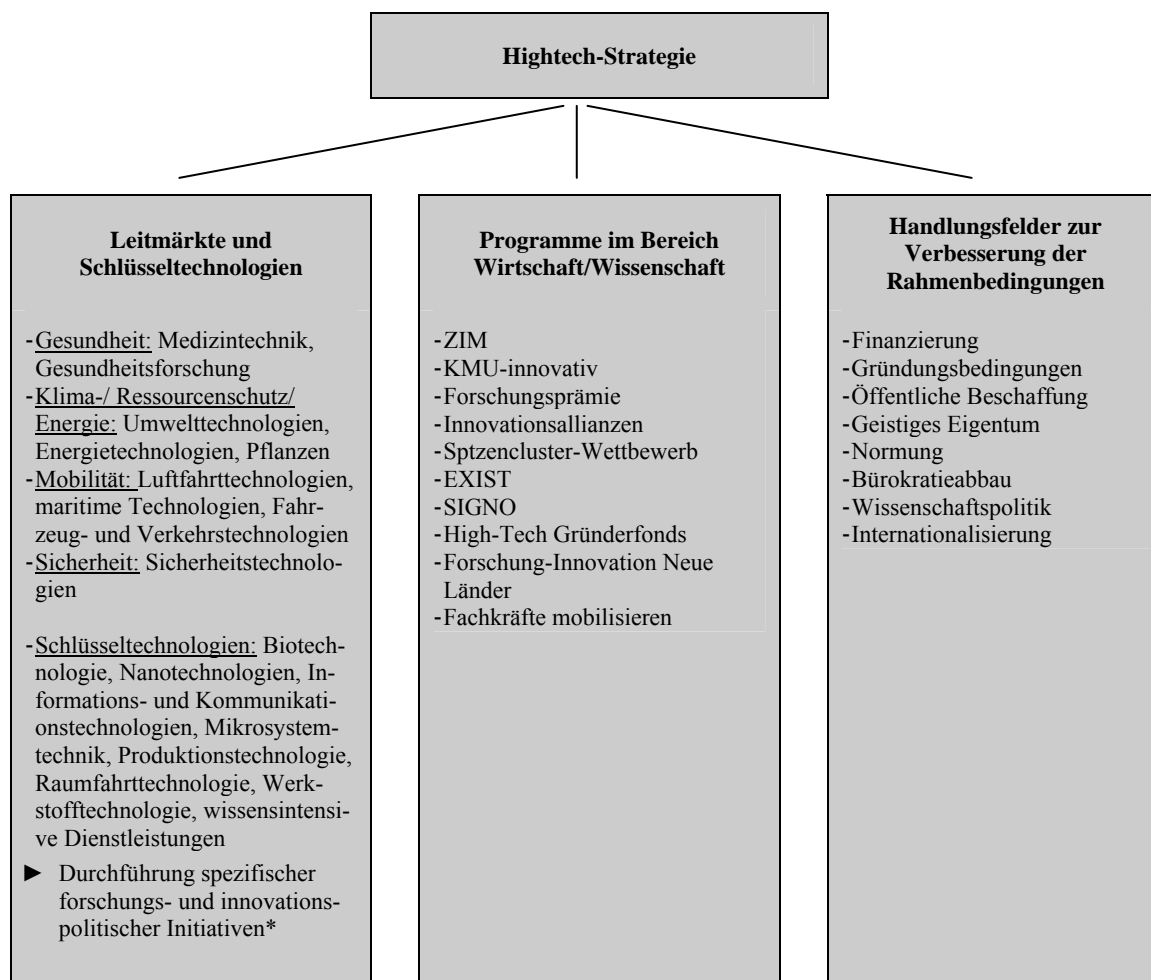 Hightech-Strategie
Leitmärkte und
Schlüsseltechnologien
-Gesundheit: Medizintechnik,
Gesundheitsforschung
-Klima-/ Ressourcenschutz/
Energie: Umwelttechnologien,
Energietechnologien, Pflanzen
-Mobilität: Luftfahrttechnologien,
maritime Technologien, Fahr-
zeug- und Verkehrstechnologien
-Sicherheit: Sicherheitstechnolo-
gien
-Schlüsseltechnologien: Biotech-
nologie, Nanotechnologien, In-
formations- und Kommunikati-
onstechnologien, Mikrosystem-
technik, Produktionstechnologie,
Raumfahrttechnologie, Werk-
stofftechnologie, wissensintensi-
ve Dienstleistungen
► Durchführung spezifischer
forschungs- und innovations-
politischer Initiativen*
Programme im Bereich
Wirtschaft/Wissenschaft
-ZIM
-KMU-innovativ
-Forschungsprämie
-Innovationsallianzen
-Sptzencluster-Wettbewerb
-EXIST
-SIGNO
-High-Tech Gründerfonds
-Forschung-Innovation Neue
Länder
-Fachkräfte mobilisieren
Handlungsfelder zur
Verbesserung der
Rahmenbedingungen
-Finanzierung
-Gründungsbedingungen
-Öffentliche Beschaffung
-Geistiges Eigentum
-Normung
-Bürokratieabbau
-Wissenschaftspolitik
-Internationalisierung